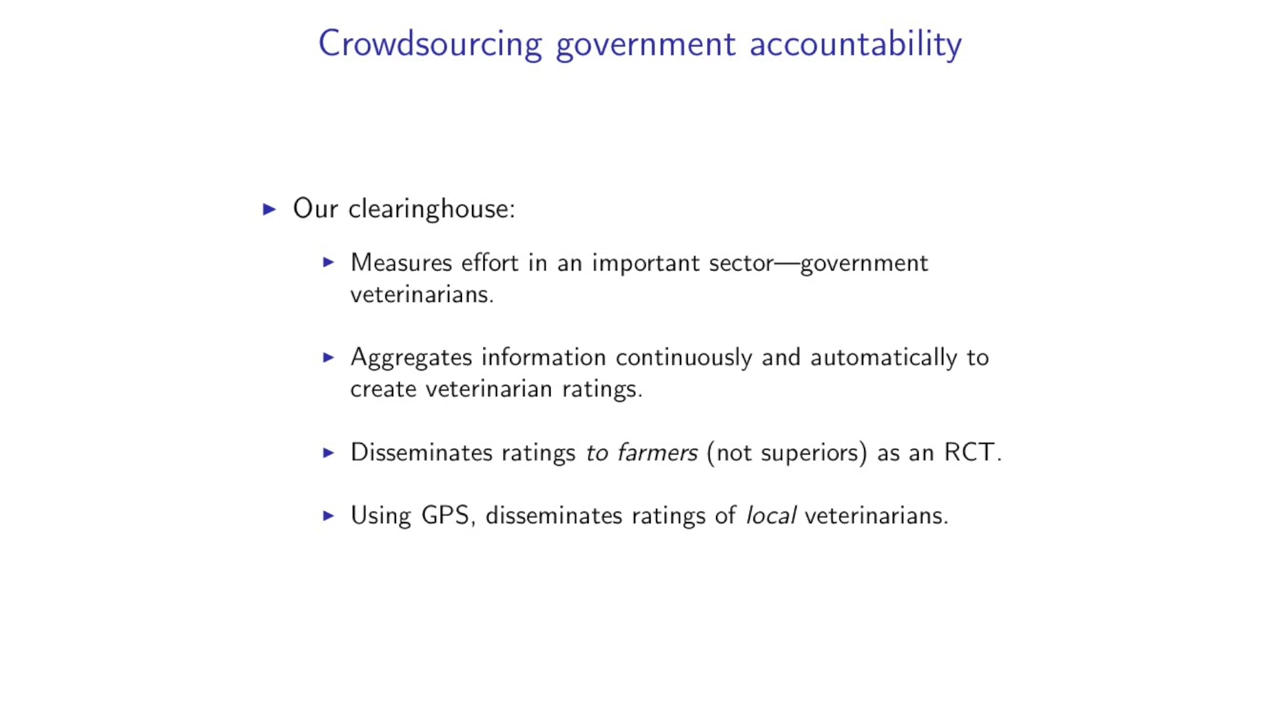 Crowdsourcing government accountability
Our clearinghouse:
Measures effort in an important sector—government
veterinarians.
Aggregates information continuously and automatically to
create veterinarian ratings.
Disseminates ratings to farmers (not superiors) as an RCT.
Using GPS, disseminates ratings of local veterinarians.